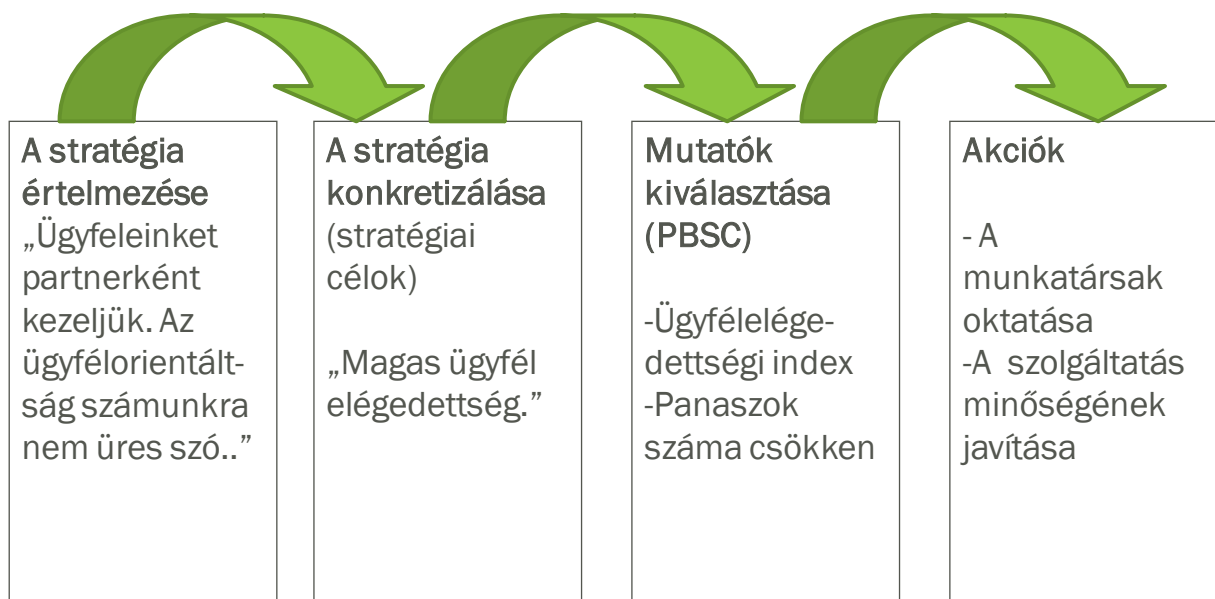 A stratégia
értelmezése
„Ügyfeleinket
partnerként
kezeljük. Az
ügyfélorientált-
ság számunkra
nem üres szó..”
A stratégia
konkretizálása
(stratégiai
célok)
„Magas ügyfél
elégedettség.”
Mutatók
kiválasztása
(PBSC)
-Ügyfélelége-
dettségi index
-Panaszok
száma csökken
Akciók
- A
munkatársak
oktatása
-A szolgáltatás
minőségének
javítása